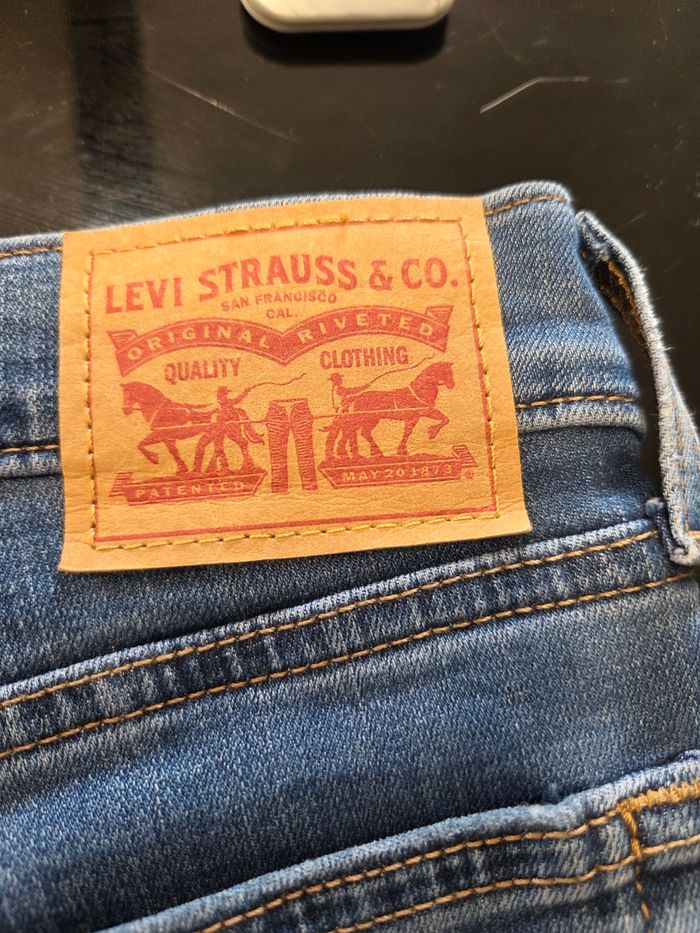 LEVI STRAUSS & CO.
SAN FRANCISCO
CAL.
ORIGINAL RIVETED
QUALITY CLOTHING
PATENTED MAY 20 1873
®